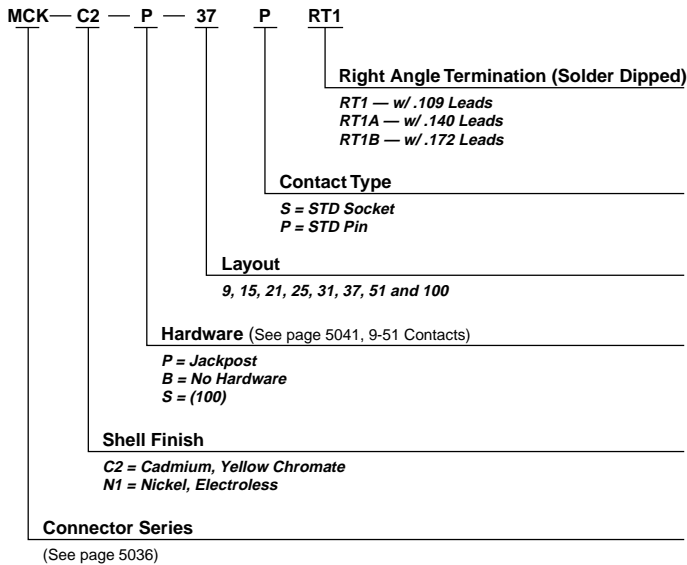 MCK — C2 — P — 37 P RT1
Right Angle Termination (Solder Dipped)
RT1 — w/ .109 Leads
RT1A — w/ .140 Leads
RT1B — w/ .172 Leads
Contact Type
S = STD Socket
P = STD Pin
Layout
9, 15, 21, 25, 31, 37, 51 and 100
Hardware (See page 5041, 9-51 Contacts)
P = Jackpost
B = No Hardware
S = (100)
Shell Finish
C2 = Cadmium, Yellow Chromate
N1 = Nickel, Electroless
Connector Series
(See page 5036)